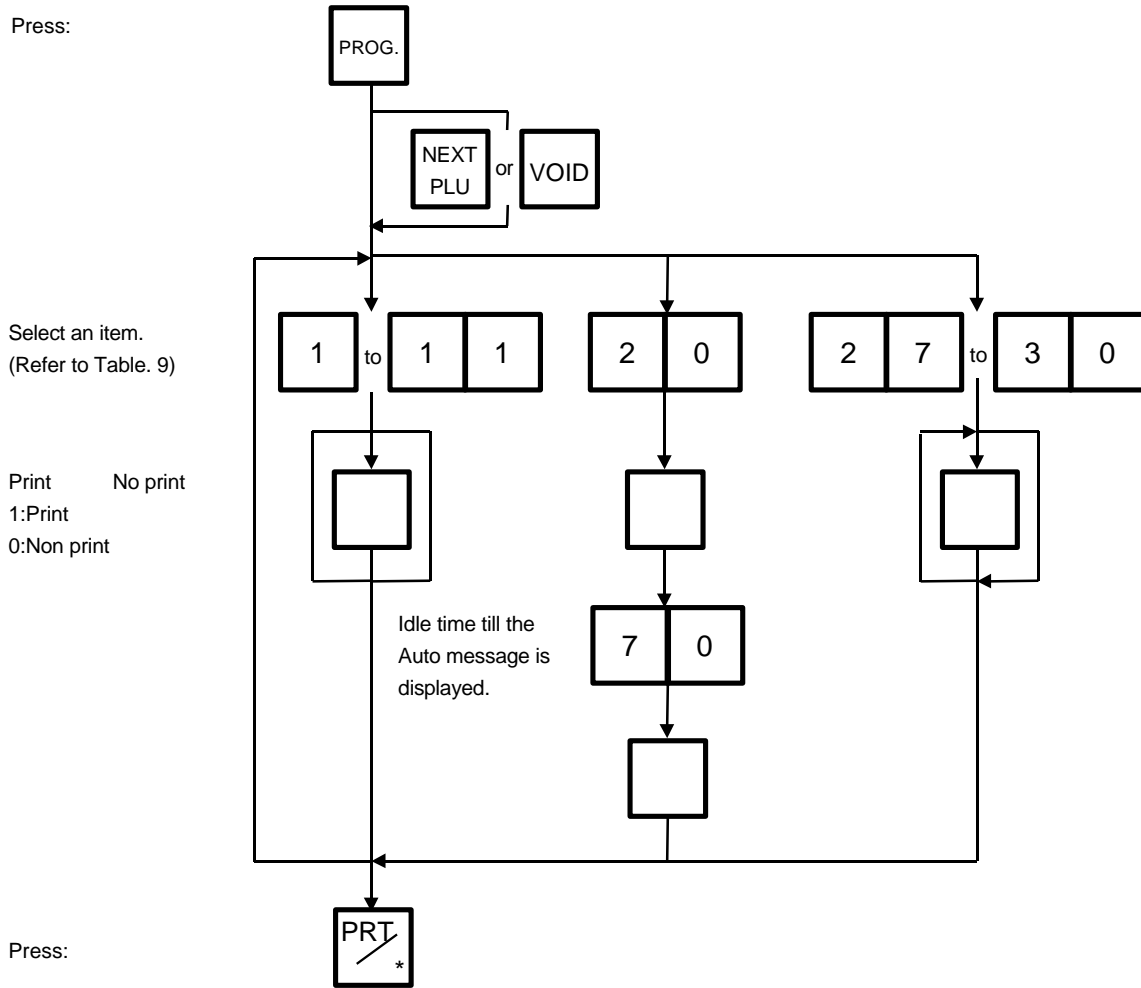 Press:
PROG.
NEXT
PLU
or
VOID
Select an item.
(Refer to Table. 9)
1 to 1 1
2 0
2 7 to 3 0
Print No print
1:Print
0:Non print
Idle time till the
Auto message is
displayed.
7 0
Press:
PRT
*